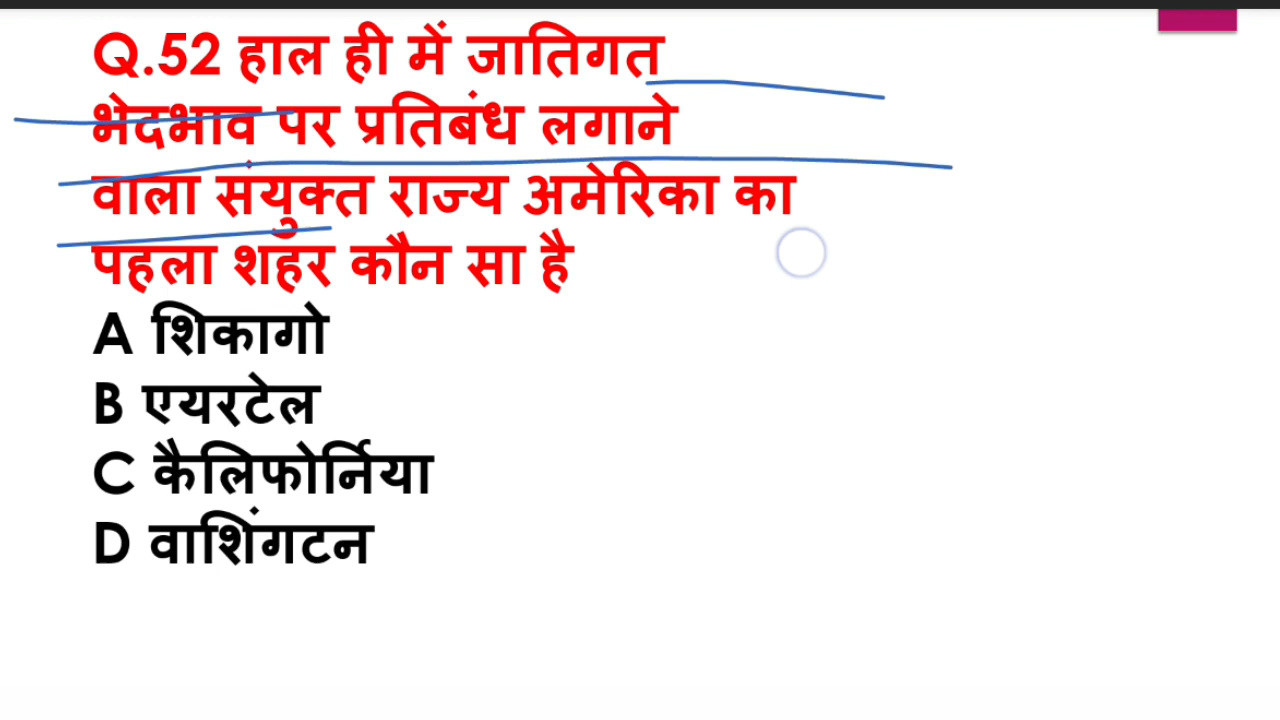 Q.52 हाल ही में जातिगत
भेदभाव पर प्रतिबंध लगाने
वाला संयुक्त राज्य अमेरिका का
पहला शहर कौन सा है
A शिकागो
B एयरटेल
C कैलिफोर्निया
D वाशिंगटन